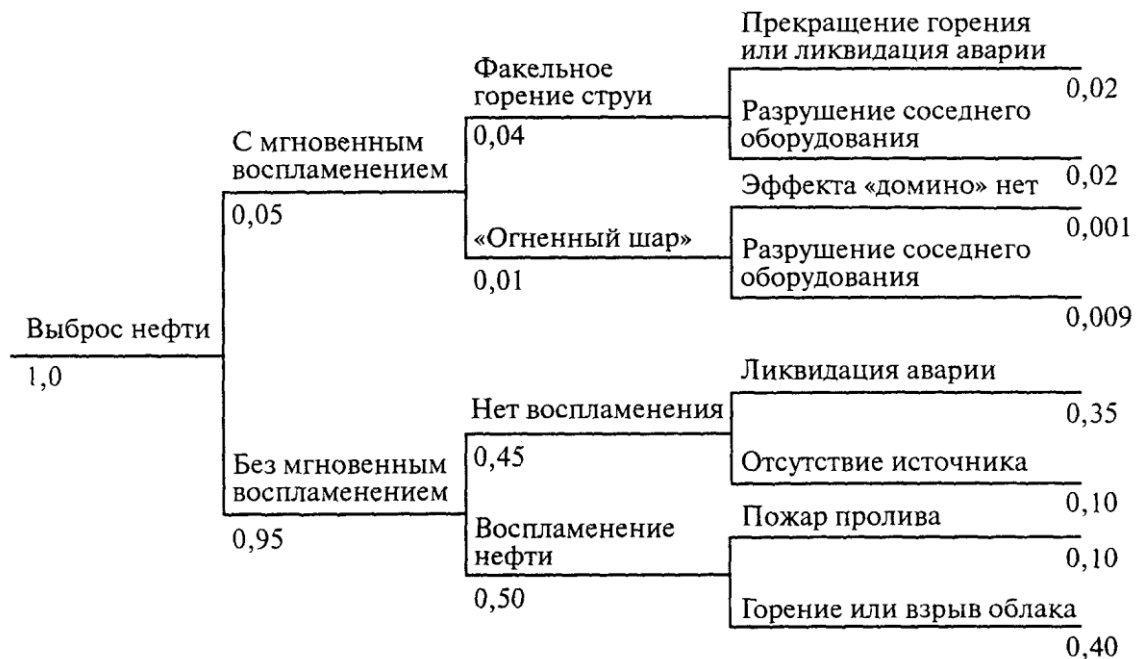 Прекращение горения
или ликвидация аварии
0,02
Факельное
горение струи
0,04
Разрушение соседнего
оборудования
0,02
С мгновенным
воспламенением
0,05
Эффекта «домино» нет
0,001
«Огненный шар»
0,01
Разрушение соседнего
оборудования
0,009
Выброс нефти
1,0
Ликвидация аварии
0,35
Нет воспламенения
0,45
Отсутствие источника
0,10
Без мгновенным
воспламенением
0,95
Пожар пролива
0,10
Воспламенение
нефти
0,50
Горение или взрыв облака
0,40